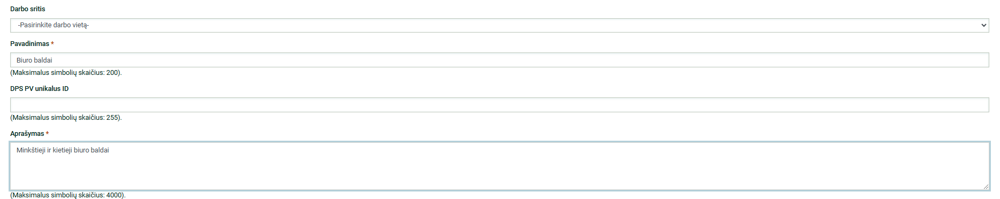 Darbo sritis
-Pasirinkite darbo vietą-
Pavadinimas *
Biuro baldai
(Maksimalus simbolių skaičius: 200).
DPS PV unikalus ID
(Maksimalus simbolių skaičius: 255).
Aprašymas *
Minkštieji ir kietieji biuro baldai
(Maksimalus simbolių skaičius: 4000).